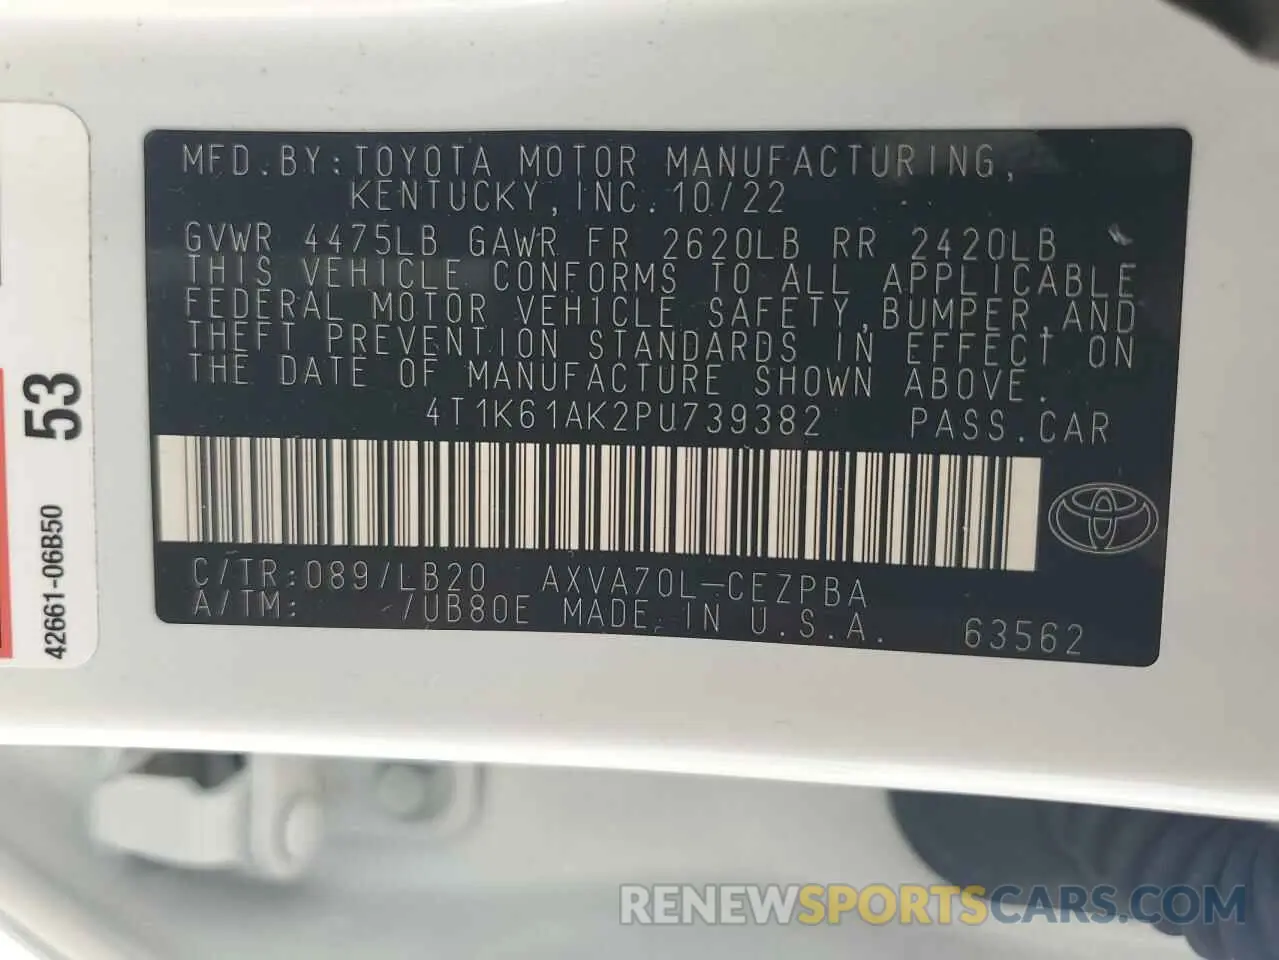 MFD.BY:TOYOTA MOTOR MANUFACTURING,
KENTUCKY,INC.10/22
GVWR 4475LB GAWR FR 2620LB RR 2420LB
THIS VEHICLE CONFORMS TO ALL APPLICABLE
FEDERAL MOTOR VEHICLE SAFETY,BUMPER,AND
THEFT PREVENTION STANDARDS IN EFFECT ON
THE DATE OF MANUFACTURE SHOWN ABOVE.
4T1K61AK2PU739382 PASS.CAR
C/TR:089/LB20 AXVA70L-CEZPBA
A/TM: /UB80E MADE IN U.S.A. 63562
53
42661-06B50
RENEWSPORTSCARS.COM